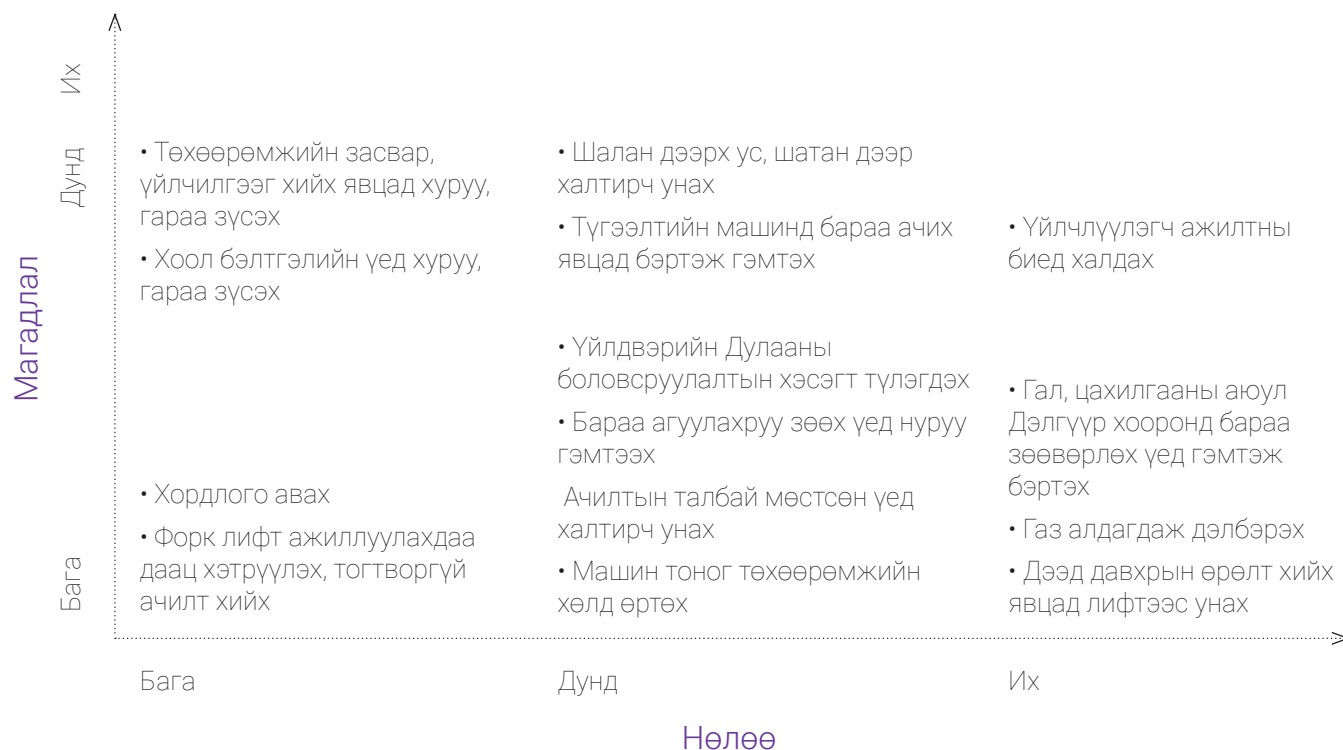 Магадлал
Их
Дунд
Бага
• Төхөөрөмжийн засвар,
үйлчилгээг хийх явцад хуруу,
гараа зүсэх
• Хоол бэлтгэлийн үед хуруу,
гараа зүсэх
• Хордлого авах
• Форк лифт ажиллуулахдаа
даац хэтрүүлэх, тогтворгүй
ачилт хийх
• Шалан дээрх ус, шатан дээр
халтирч унах
• Түгээлтийн машинд бараа ачих
явцад бэртэж гэмтэх
• Үйлдвэрийн Дулааны
боловсруулалтын хэсэгт түлэгдэх
• Бараа агуулахруу зөөх үед нуруу
гэмтээх
Ачилтын талбай мөстсөн үед
халтирч унах
• Машин тоног төхөөрөмжийн
хөлд өртөх
• Үйлчлүүлэгч ажилтны
биед халдах
• Гал, цахилгааны аюул
Дэлгүүр хооронд бараа
зөөвөрлөх үед гэмтэж
бэртэх
• Газ алдагдаж дэлбэрэх
• Дээд давхрын өрөлт хийх
явцад лифтээс унах
Бага
Дунд
Их
Нөлөө